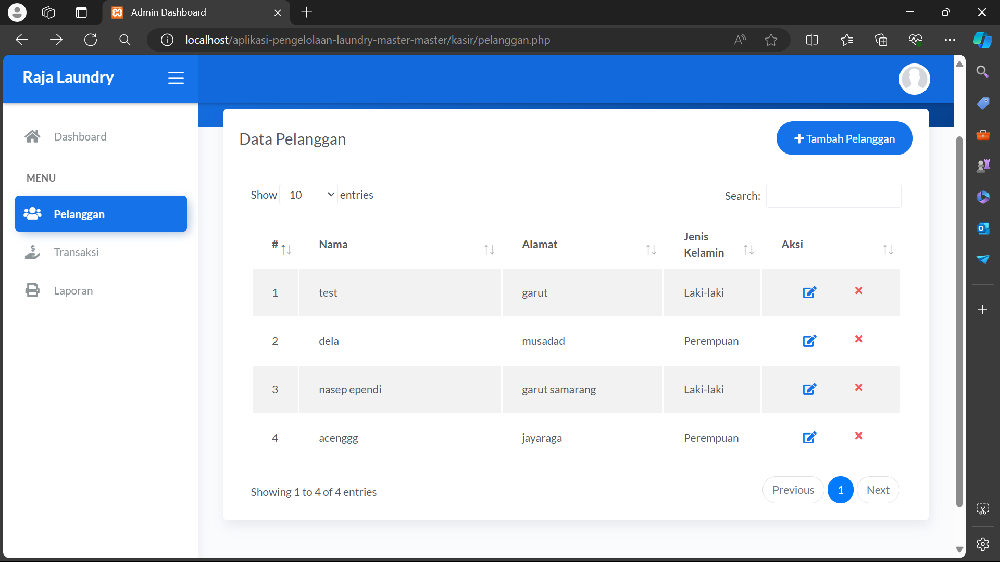 Admin Dashboard
localhost/aplikasi-pengelolaan-laundry-master-master/kasir/pelanggan.php
Raja Laundry
Dashboard
MENU
Pelanggan
Transaksi
Laporan
Data Pelanggan
Tambah Pelanggan
Show 10 entries
Search:
# Nama Alamat Jenis Kelamin Aksi
1 test garut Laki-laki
2 dela musadad Perempuan
3 nasep ependi garut samarang Laki-laki
4 acenggg jayaraga Perempuan
Showing 1 to 4 of 4 entries
Previous 1 Next